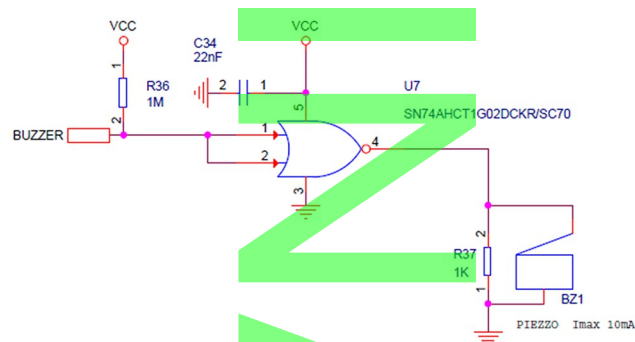 VCC
C34
22nF
VCC
1
R36
1M
2
2
1
5
U7
SN74AHCT1G02DCKR/SC70
BUZZER
1
2
4
3
2
R37
1K
1
BZ1
PIEZZO Imax 10mA